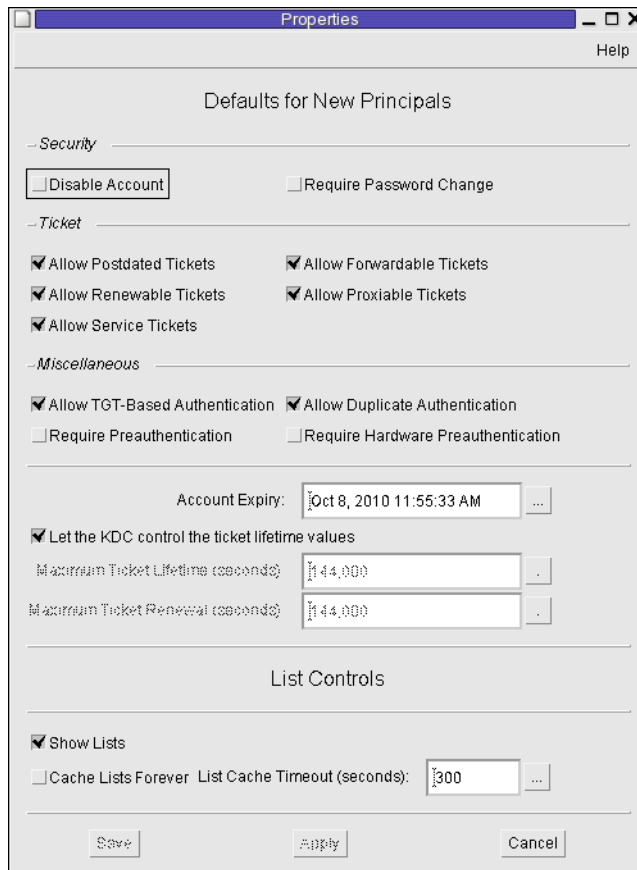 Properties
Help
Defaults for New Principals
Security
Disable Account Require Password Change
Ticket
Allow Postdated Tickets Allow Forwardable Tickets
Allow Renewable Tickets Allow Proxiable Tickets
Allow Service Tickets
Miscellaneous
Allow TGT-Based Authentication Allow Duplicate Authentication
Require Preauthentication Require Hardware Preauthentication
Account Expiry: Oct 8, 2010 11:55:33 AM ...
Let the KDC control the ticket lifetime values
Maximum Ticket Lifetime (seconds) 144,000 .
Maximum Ticket Renewal (seconds) 144,000 .
List Controls
Show Lists
Cache Lists Forever List Cache Timeout (seconds): 300 ...
Save Apply Cancel